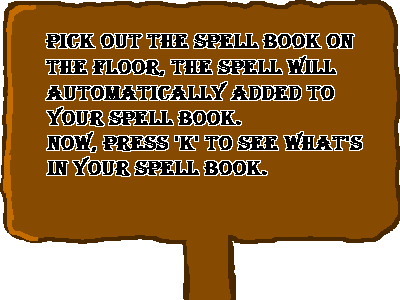 PICK OUT THE SPELL BOOK ON
THE FLOOR, THE SPELL WILL
AUTOMATICALLY ADDED TO
YOUR SPELL BOOK.
NOW, PRESS 'K' TO SEE WHAT'S
IN YOUR SPELL BOOK.